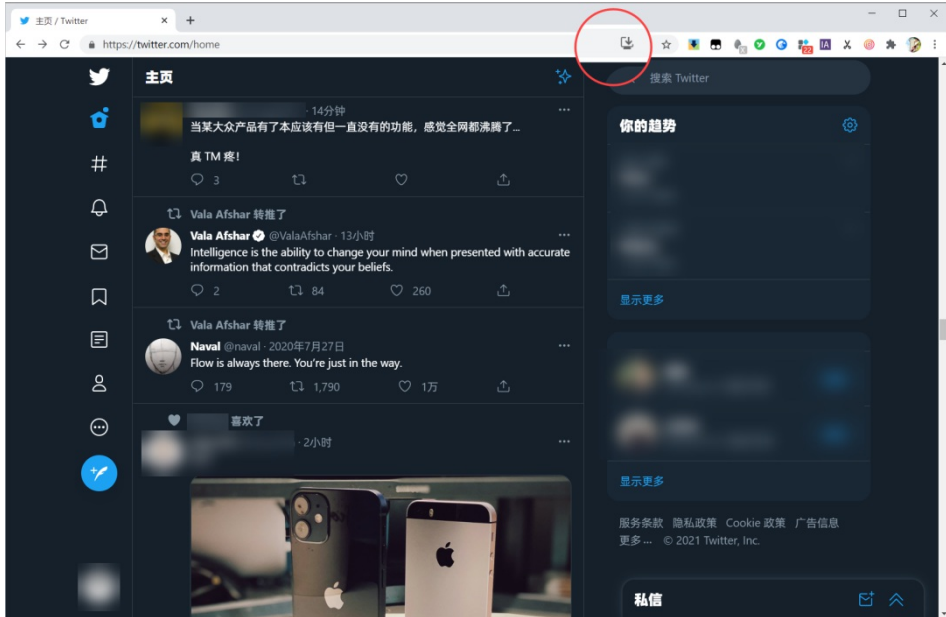 主页 / Twitter
https://twitter.com/home
22
IA
主页
搜索 Twitter
· 14分钟
当某大众产品有了本应该有但一直没有的功能，感觉全网都沸腾了...
真 TM 疼！
3
Vala Afshar 转推了
Vala Afshar @ValaAfshar · 13小时
Intelligence is the ability to change your mind when presented with accurate
information that contradicts your beliefs.
2 84 260
Vala Afshar 转推了
Naval @naval · 2020年7月27日
Flow is always there. You're just in the way.
179 1,790 1万
喜欢了
· 2小时
你的趋势
显示更多
显示更多
服务条款 隐私政策 Cookie 政策 广告信息
更多... © 2021 Twitter, Inc.
私信